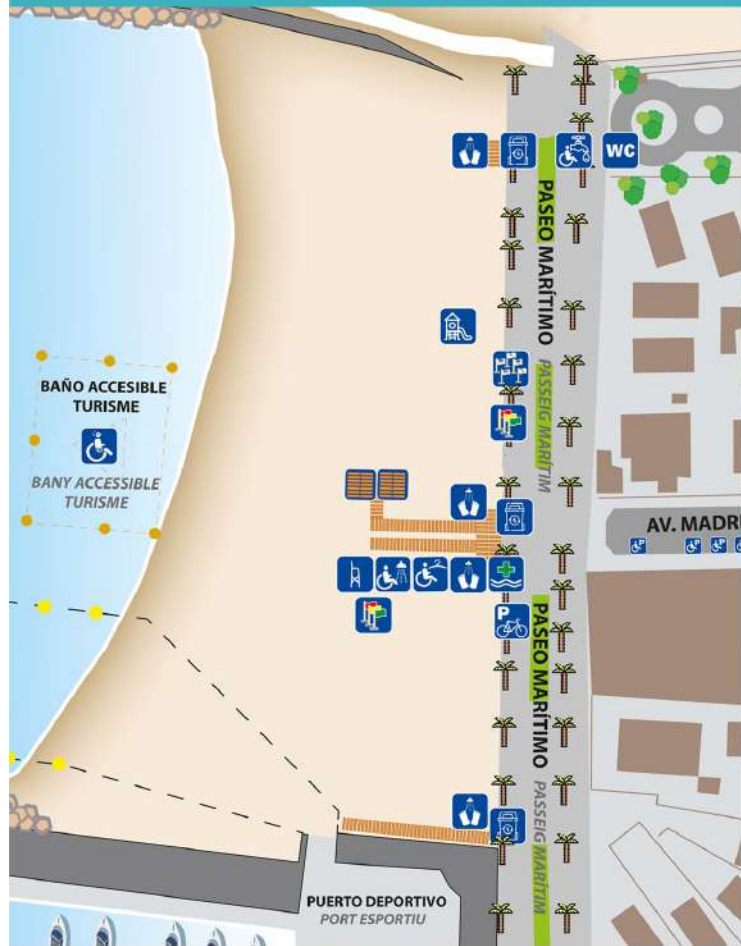 WC
PASEO MARÍTIMO PASSEIG MARÍTIM
BAÑO ACCESIBLE
TURISME
BANY ACCESSIBLE
TURISME
AV. MADR
P
P
P
P
PASEO MARÍTIMO PASSEIG MARÍTIM
PUERTO DEPORTIVO
PORT ESPORTIU